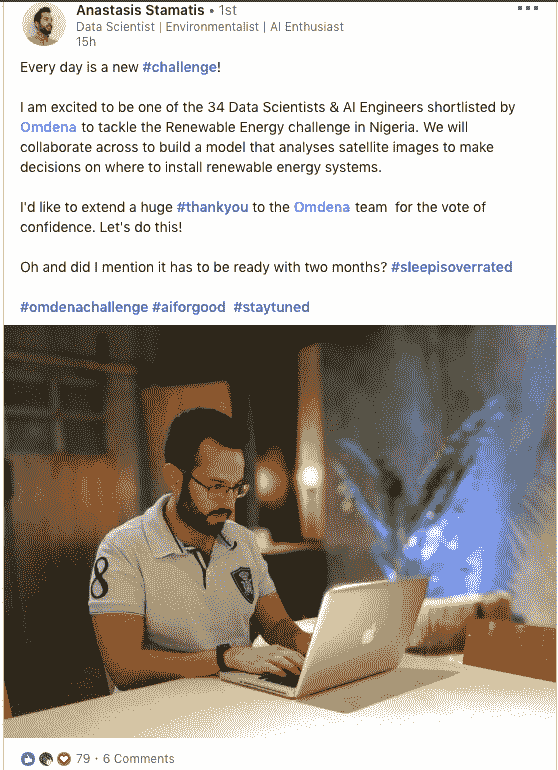 Anastasis Stamatis • 1st
Data Scientist | Environmentalist | AI Enthusiast
15h
Every day is a new #challenge!
I am excited to be one of the 34 Data Scientists & AI Engineers shortlisted by
Omdena to tackle the Renewable Energy challenge in Nigeria. We will
collaborate across to build a model that analyses satellite images to make
decisions on where to install renewable energy systems.
I'd like to extend a huge #thankyou to the Omdena team for the vote of
confidence. Let's do this!
Oh and did I mention it has to be ready with two months? #sleepisoverrated
#omdenachallenge #aiforgood #staytuned
8
79 · 6 Comments